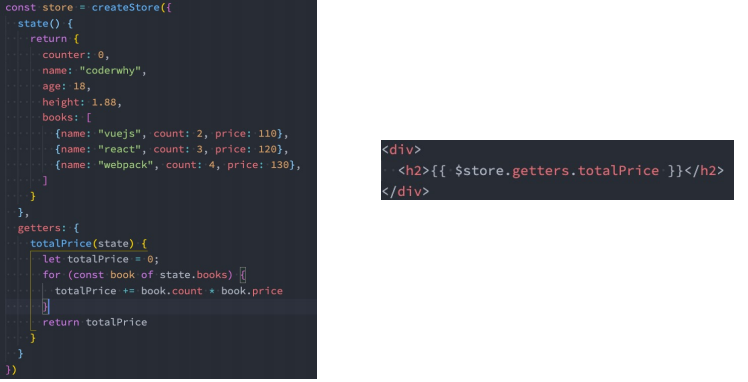 const store = createStore({
  state() {
    return {
      counter: 0,
      name: "coderwhy",
      age: 18,
      height: 1.88,
      books: [
        {name: "vuejs", count: 2, price: 110},
        {name: "react", count: 3, price: 120},
        {name: "webpack", count: 4, price: 130},
      ]
    }
  },
  getters: {
    totalPrice(state) {
      let totalPrice = 0;
      for (const book of state.books) {
        totalPrice += book.count * book.price
      }
      return totalPrice
    }
  }
})
<div>
  <h2>{{ $store.getters.totalPrice }}</h2>
</div>